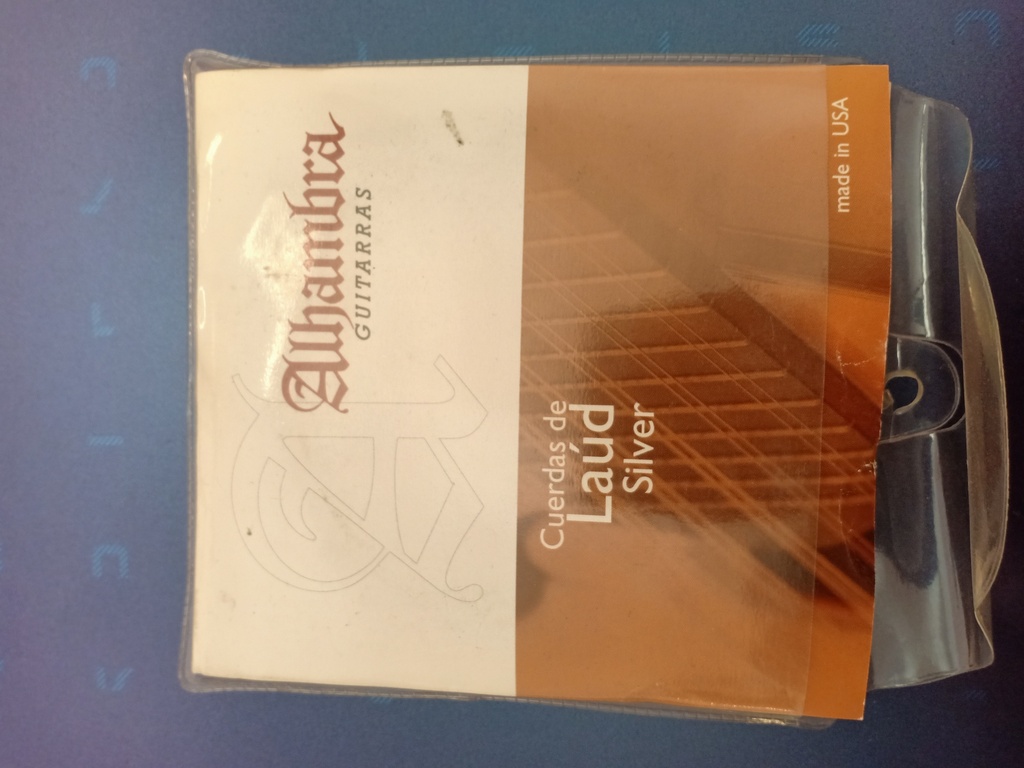 Alhambra
GUITARRAS
Cuerdas de
Laúd
Silver
made in USA